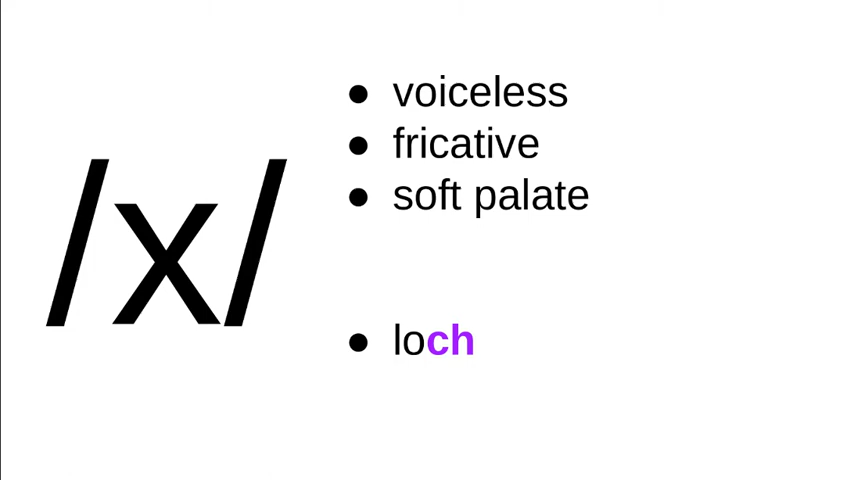 /x/
● voiceless
● fricative
● soft palate
● loch